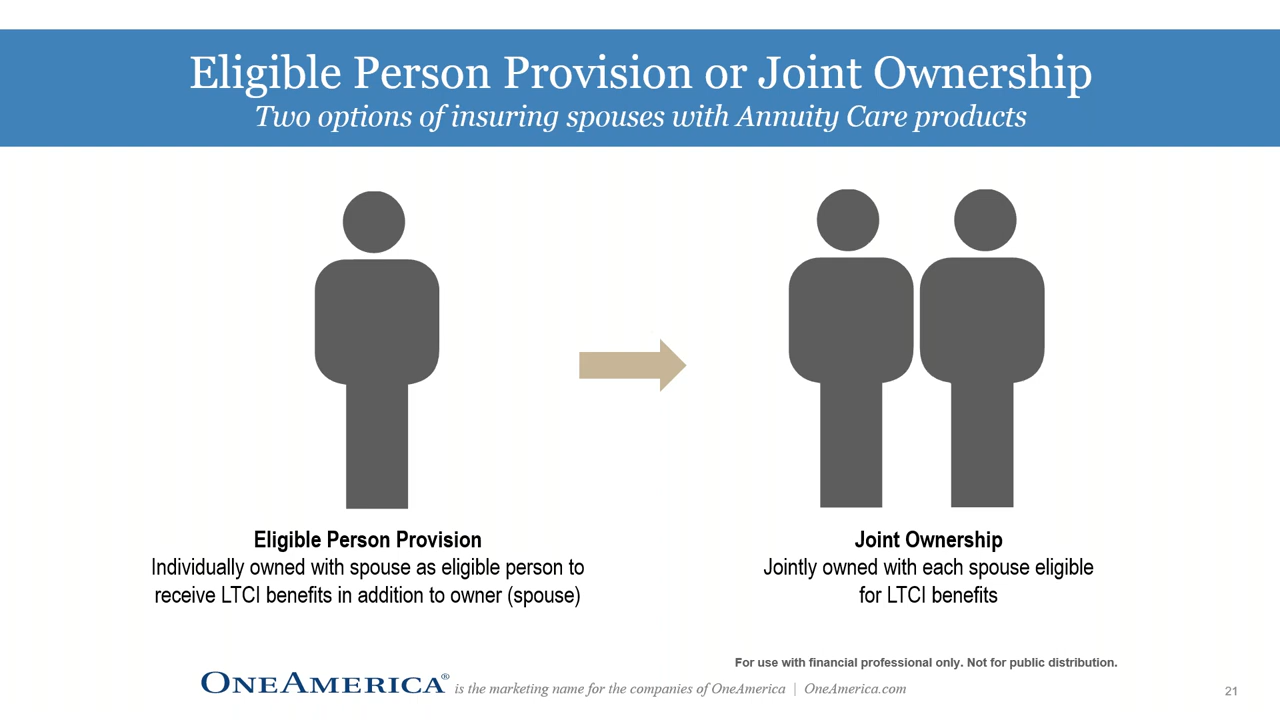 Eligible Person Provision or Joint Ownership
Two options of insuring spouses with Annuity Care products
Eligible Person Provision
Individually owned with spouse as eligible person to
receive LTCI benefits in addition to owner (spouse)
Joint Ownership
Jointly owned with each spouse eligible
for LTCI benefits
For use with financial professional only. Not for public distribution.
ONEAMERICA® is the marketing name for the companies of OneAmerica | OneAmerica.com
21